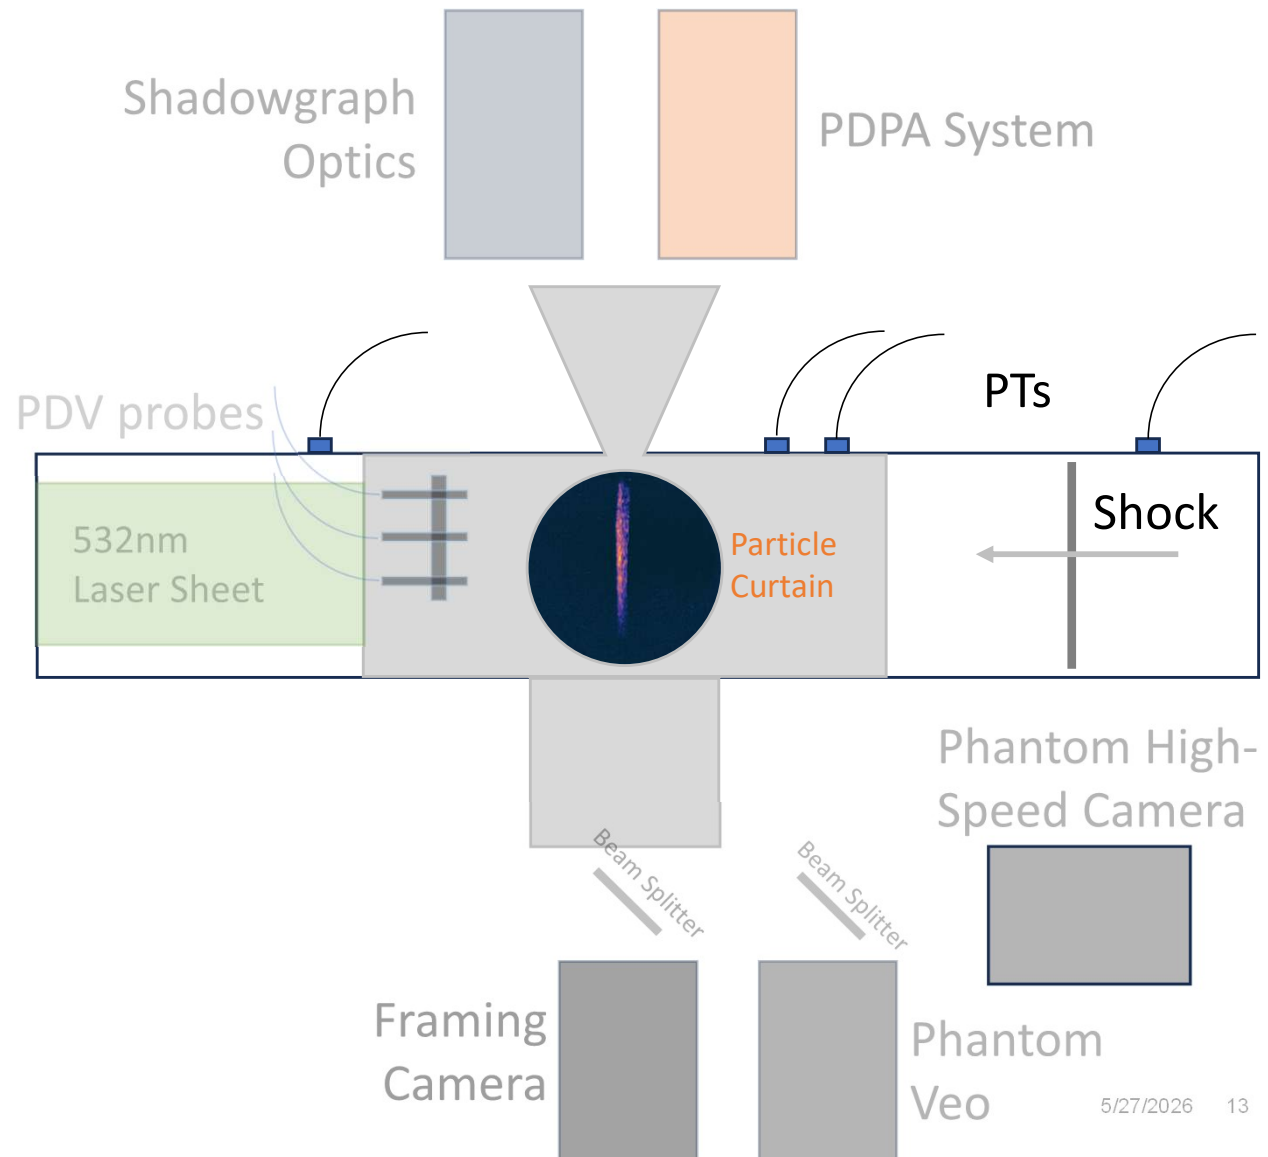 Shadowgraph
Optics
PDPA System
PTs
PDV probes
Shock
532nm
Laser Sheet
Particle
Curtain
Phantom High-
Speed Camera
Beam Splitter
Beam Splitter
Framing
Camera
Phantom
Veo
5/27/2026 13